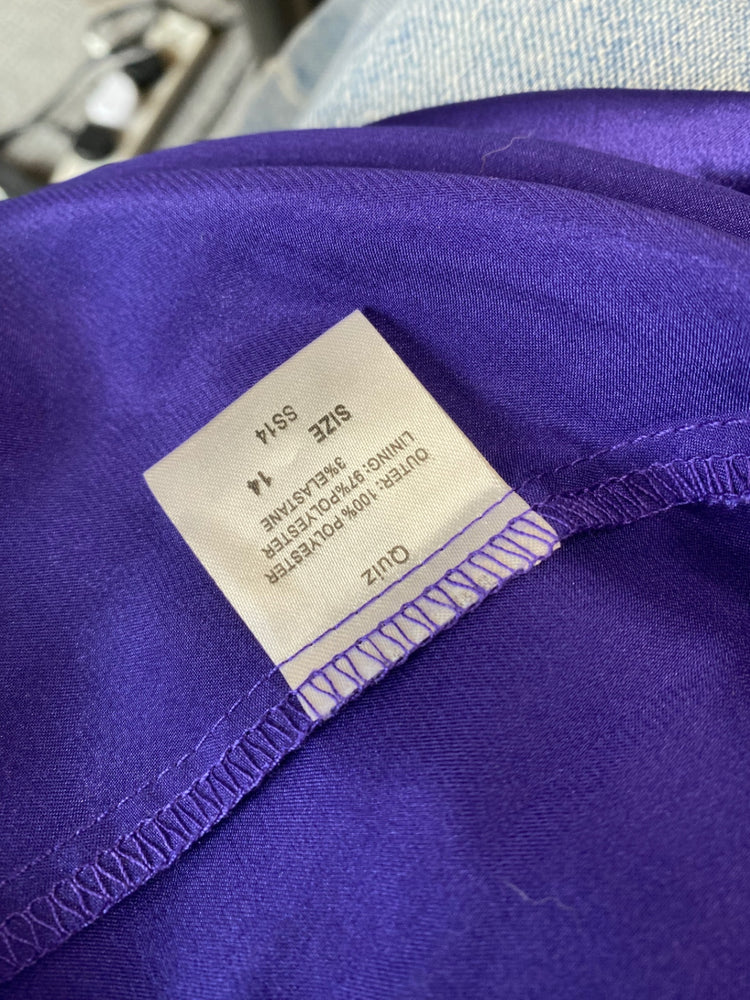 Quiz
OUTER: 100% POLYESTER
LINING: 97%POLYESTER
3%ELASTANE
SIZE 14
SS14